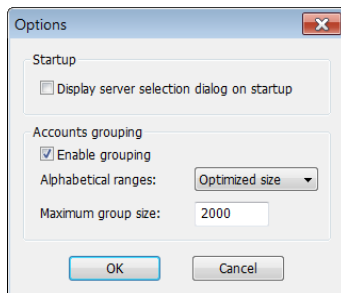 Options
Startup
Display server selection dialog on startup
Accounts grouping
Enable grouping
Alphabetical ranges: Optimized size
Maximum group size: 2000
OK Cancel